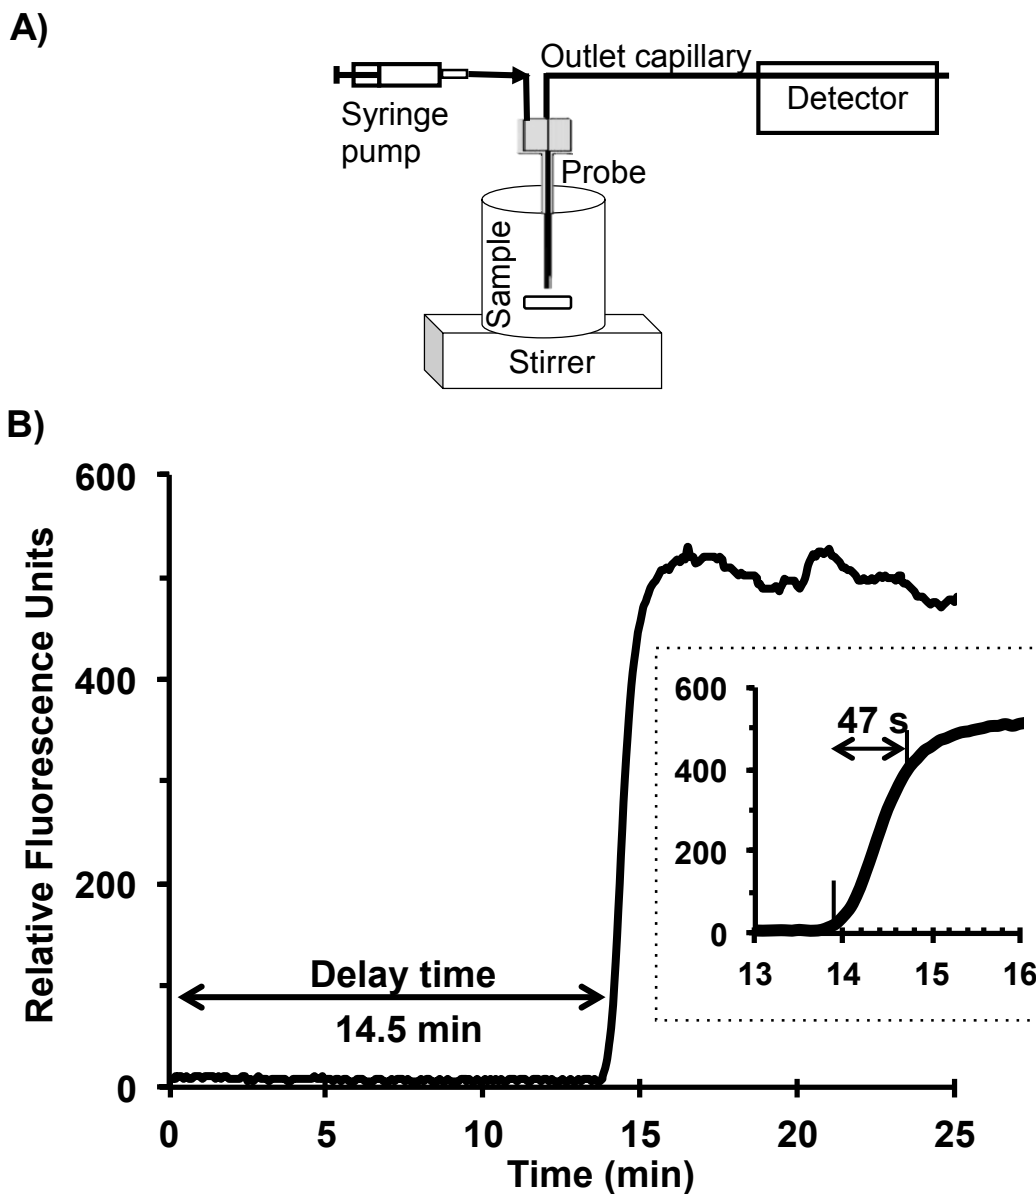 A)
Outlet capillary
Detector
Syringe
pump
Probe
Sample
Stirrer
B)
Relative Fluorescence Units
600
400
200
0
Delay time
14.5 min
0
5
10
15
20
25
Time (min)
47 s
600
400
200
0
13
14
15
16